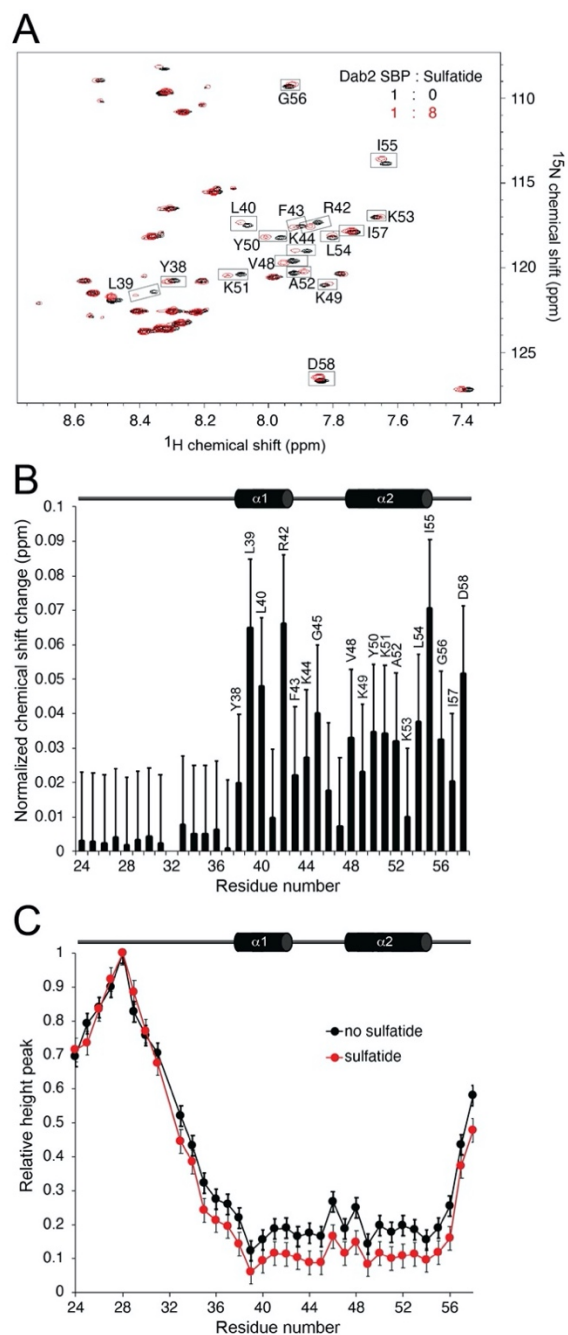 A
Dab2 SBP : Sulfatide
1 : 0
1 : 8
G56
110
I55
115
L40
F43
R42
K53
Y50
K44
I57
L54
V48
L39
Y38
K51
A52
K49
120
D58
125
15N chemical shift (ppm)
8.6 8.4 8.2 8.0 7.8 7.6 7.4
1H chemical shift (ppm)
B
α1 α2
Normalized chemical shift change (ppm)
0.1
0.09
0.08
0.07
0.06
0.05
0.04
0.03
0.02
0.01
0
Y38 L39 L40 R42 F43 K44 G45 V48 K49 Y50 K51 A52 K53 L54 I55 G56 I57 D58
24 28 32 36 40 44 48 52 56
Residue number
C
α1 α2
Relative height peak
1
0.9
0.8
0.7
0.6
0.5
0.4
0.3
0.2
0.1
0
no sulfatide
sulfatide
24 28 32 36 40 44 48 52 56
Residue number